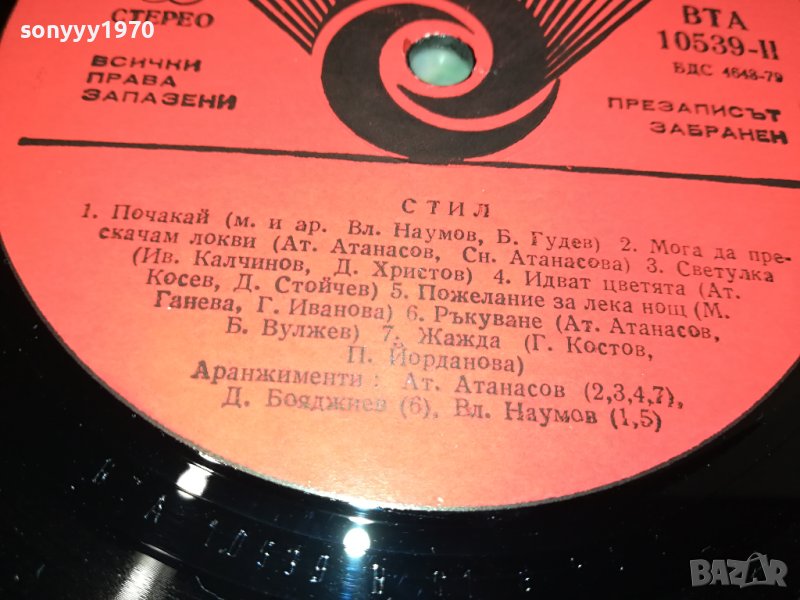 sonyyy1970
СТЕРЕО
ВСИЧКИ
ПРАВА
ЗАПАЗЕНИ
ВТА
10539-II
БДС 4648-79
ПРЕЗАПИСЪТ
ЗАБРАНЕН
СТИЛ
1. Почакай (м. и ар. Вл. Наумов, Б. Гудев) 2. Мога да пре-
скачам локви (Ат. Атанасов, Сн. Атанасова) 3. Светулка
(Ив. Калчинов, Д. Христов) 4. Идват цветята (Ат.
Косев, Д. Стойчев) 5. Пожелание за лека нощ (М.
Ганева, Г. Иванова) 6. Ръкуване (Ат. Атанасов,
Б. Вулжев) 7. Жажда (Г. Костов,
П. Йорданова)
Аранжименти: Ат. Атанасов (2,3,4,7),
Д. Бояджиев (6), Вл. Наумов (1,5)
10539
BAZAR